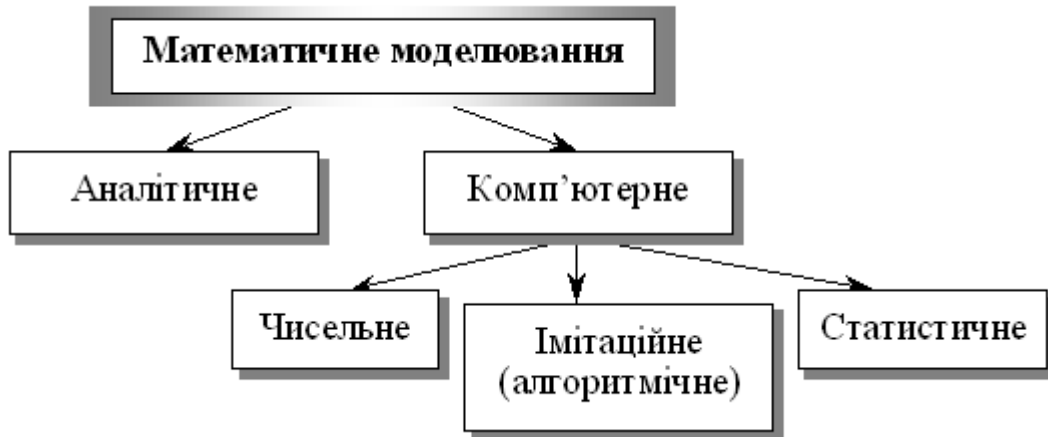 Математичне моделювання
Аналітичне
Комп’ютерне
Чисельне
Імітаційне
(алгоритмічне)
Статистичне